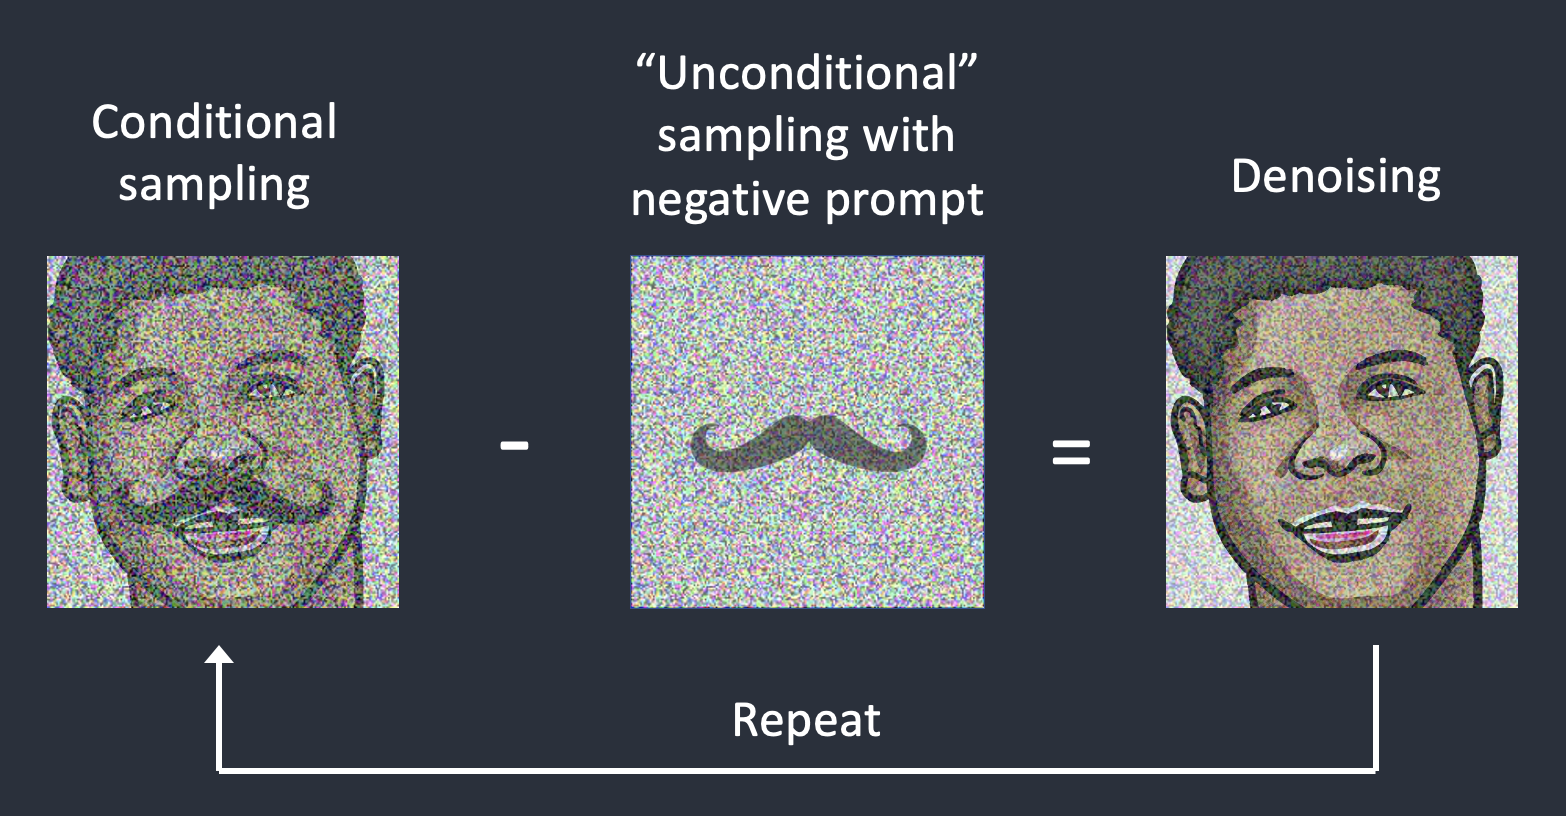 Conditional
sampling
“Unconditional”
sampling with
negative prompt
Denoising
-
=
Repeat